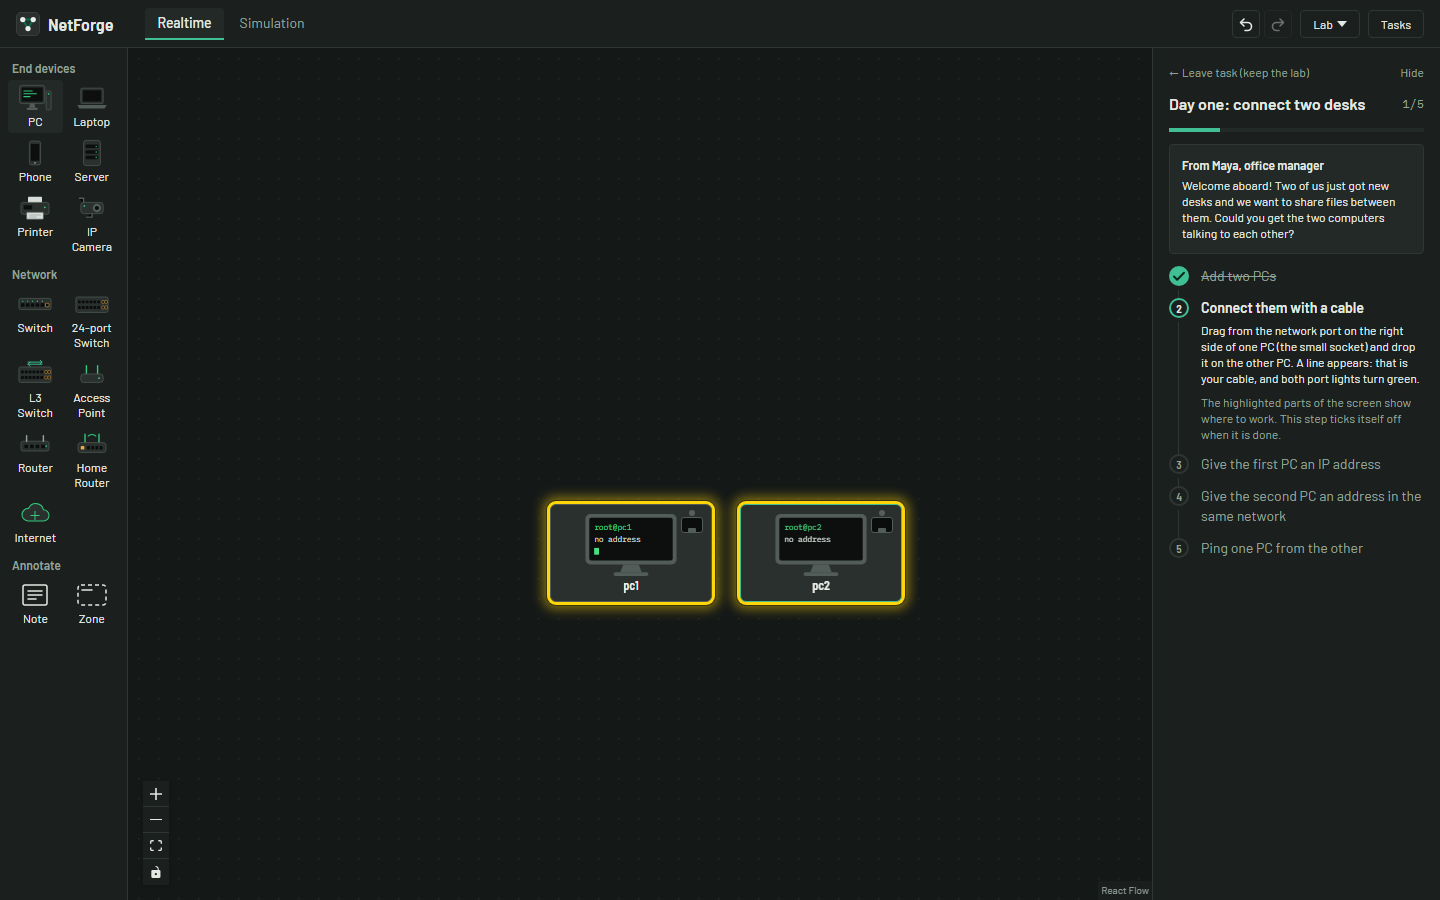 NetForge
Realtime
Simulation
Lab
Tasks
End devices
PC
Laptop
Phone
Server
Printer
IP
Camera
Network
Switch
24-port
Switch
L3
Switch
Access
Point
Router
Home
Router
Internet
Annotate
Note
Zone
root@pc1
no address
pc1
root@pc2
no address
pc2
React Flow
← Leave task (keep the lab)
Hide
Day one: connect two desks
1/5
From Maya, office manager
Welcome aboard! Two of us just got new
desks and we want to share files between
them. Could you get the two computers
talking to each other?
Add two PCs
2
Connect them with a cable
Drag from the network port on the right
side of one PC (the small socket) and drop
it on the other PC. A line appears: that is
your cable, and both port lights turn green.
The highlighted parts of the screen show
where to work. This step ticks itself off
when it is done.
3
Give the first PC an IP address
4
Give the second PC an address in the
same network
5
Ping one PC from the other